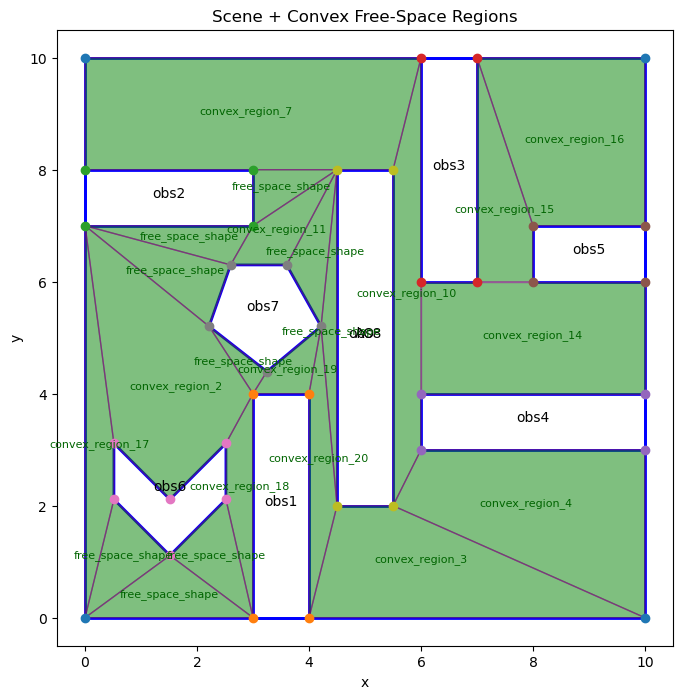 Scene + Convex Free-Space Regions
10
8
6
4
2
0
y
convex_region_7
convex_region_16
obs3
free_space_shape
obs2
convex_region_15
convex_region_11
free_space_shape
free_space_shape
obs5
free_space_shape
convex_region_10
obs7
free_space_shape
convex_region_14
free_space_shape
convex_region_19
convex_region_2
obs4
convex_region_17
convex_region_20
convex_region_18
obs6
obs1
convex_region_4
free_space_shape
free_space_shape
convex_region_3
free_space_shape
0
2
4
6
8
10
x